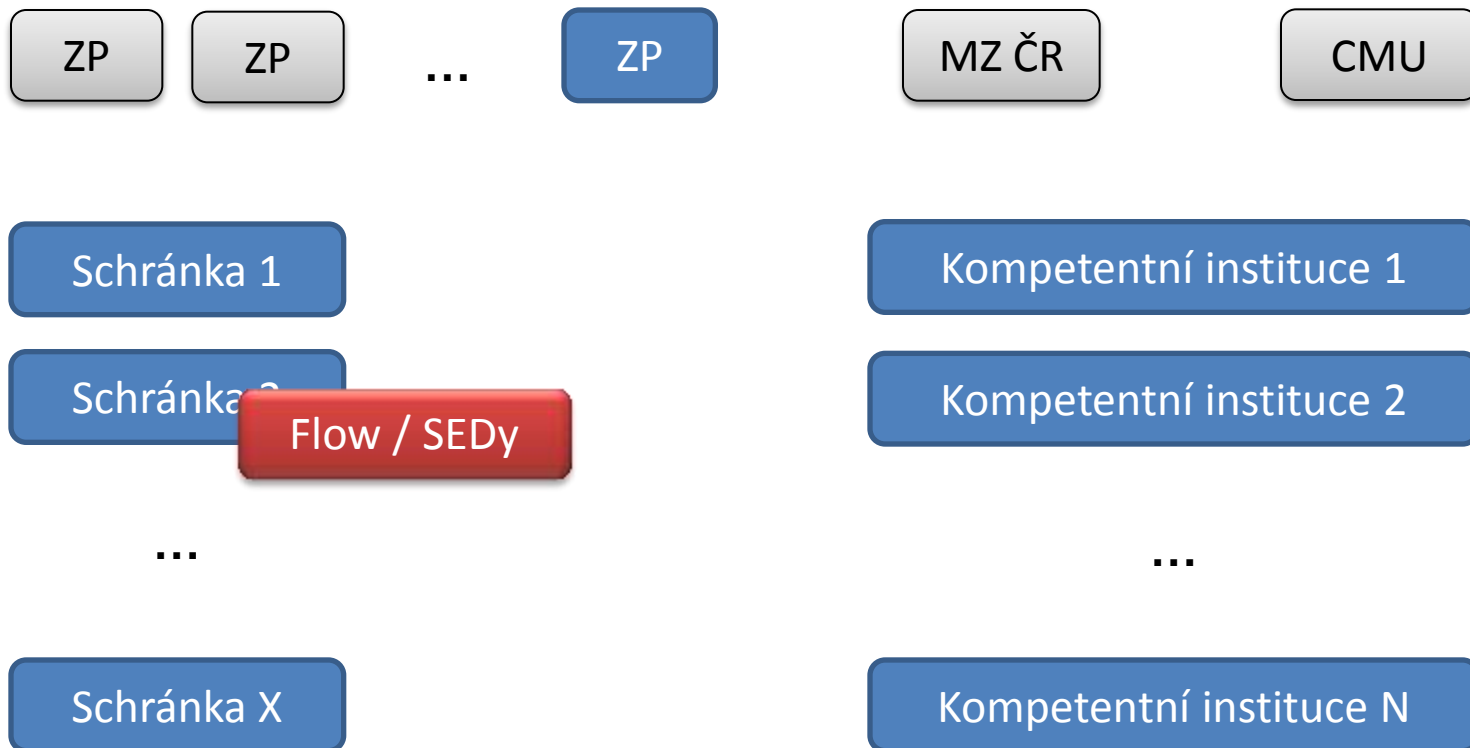 ZP
ZP
...
ZP
MZ ČR
CMU
Schránka 1
Kompetentní instituce 1
Schránka
Flow / SEDy
Kompetentní instituce 2
...
...
Schránka X
Kompetentní instituce N